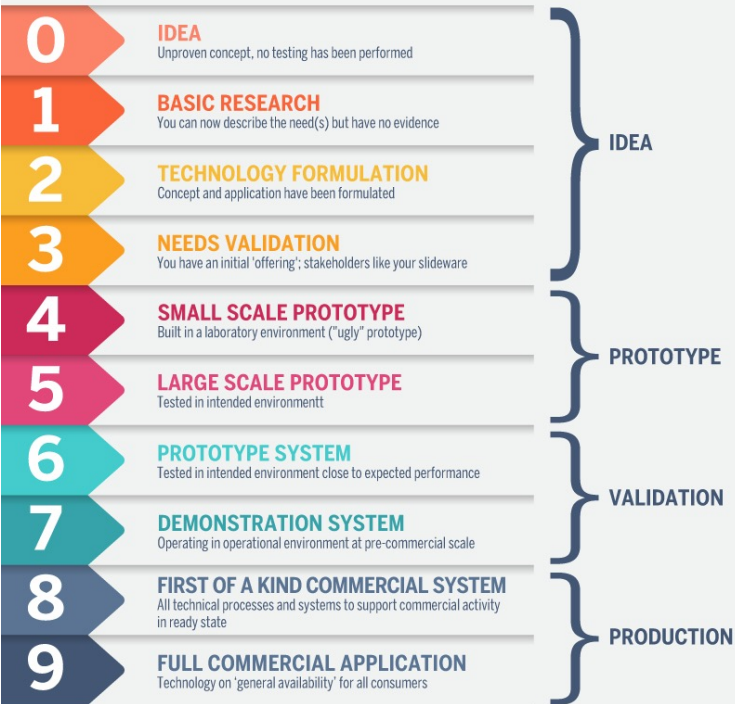 0
IDEA
Unproven concept, no testing has been performed
1
BASIC RESEARCH
You can now describe the need(s) but have no evidence
2
TECHNOLOGY FORMULATION
Concept and application have been formulated
3
NEEDS VALIDATION
You have an initial 'offering'; stakeholders like your slideware
IDEA
4
SMALL SCALE PROTOTYPE
Built in a laboratory environment ("ugly" prototype)
5
LARGE SCALE PROTOTYPE
Tested in intended environmentt
PROTOTYPE
6
PROTOTYPE SYSTEM
Tested in intended environment close to expected performance
7
DEMONSTRATION SYSTEM
Operating in operational environment at pre-commercial scale
VALIDATION
8
FIRST OF A KIND COMMERCIAL SYSTEM
All technical processes and systems to support commercial activity
in ready state
9
FULL COMMERCIAL APPLICATION
Technology on ‘general availability’ for all consumers
PRODUCTION